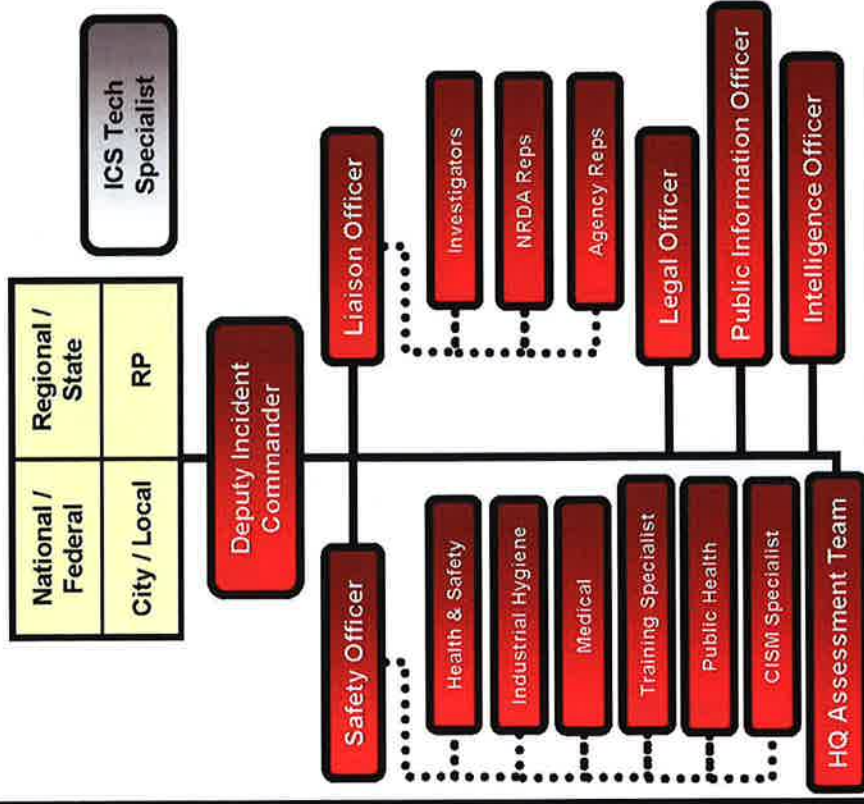 National /
Federal
Regional /
State
City / Local
RP
ICS Tech
Specialist
Deputy Incident
Commander
Safety Officer
Liaison Officer
Health & Safety
Industrial Hygiene
Medical
Training Specialist
Public Health
CISM Specialist
Investigators
NRDA Reps
Agency Reps
Legal Officer
Public Information Officer
Intelligence Officer
HQ Assessment Team